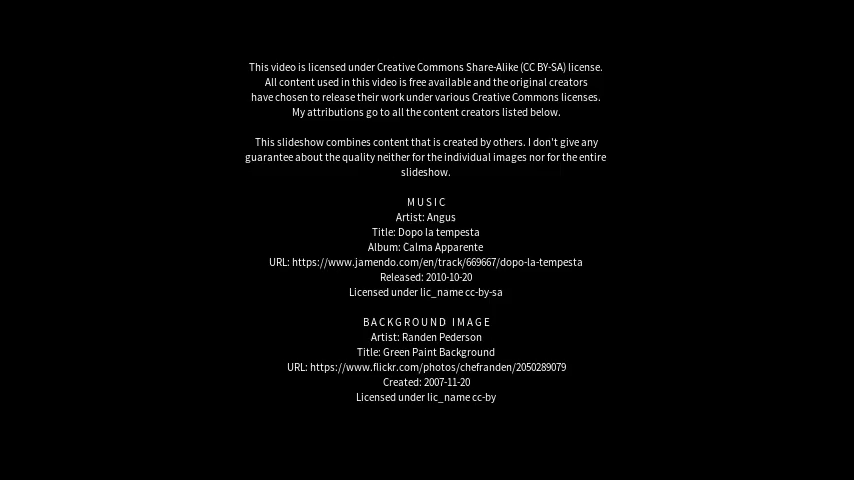 This video is licensed under Creative Commons Share-Alike (CC BY-SA) license.
All content used in this video is free available and the original creators
have chosen to release their work under various Creative Commons licenses.
My attributions go to all the content creators listed below.
This slideshow combines content that is created by others. I don't give any
guarantee about the quality neither for the individual images nor for the entire
slideshow.
MUSIC
Artist: Angus
Title: Dopo la tempesta
Album: Calma Apparente
URL: https://www.jamendo.com/en/track/669667/dopo-la-tempesta
Released: 2010-10-20
Licensed under lic_name cc-by-sa
BACKGROUND IMAGE
Artist: Randen Pederson
Title: Green Paint Background
URL: https://www.flickr.com/photos/chefranden/2050289079
Created: 2007-11-20
Licensed under lic_name cc-by